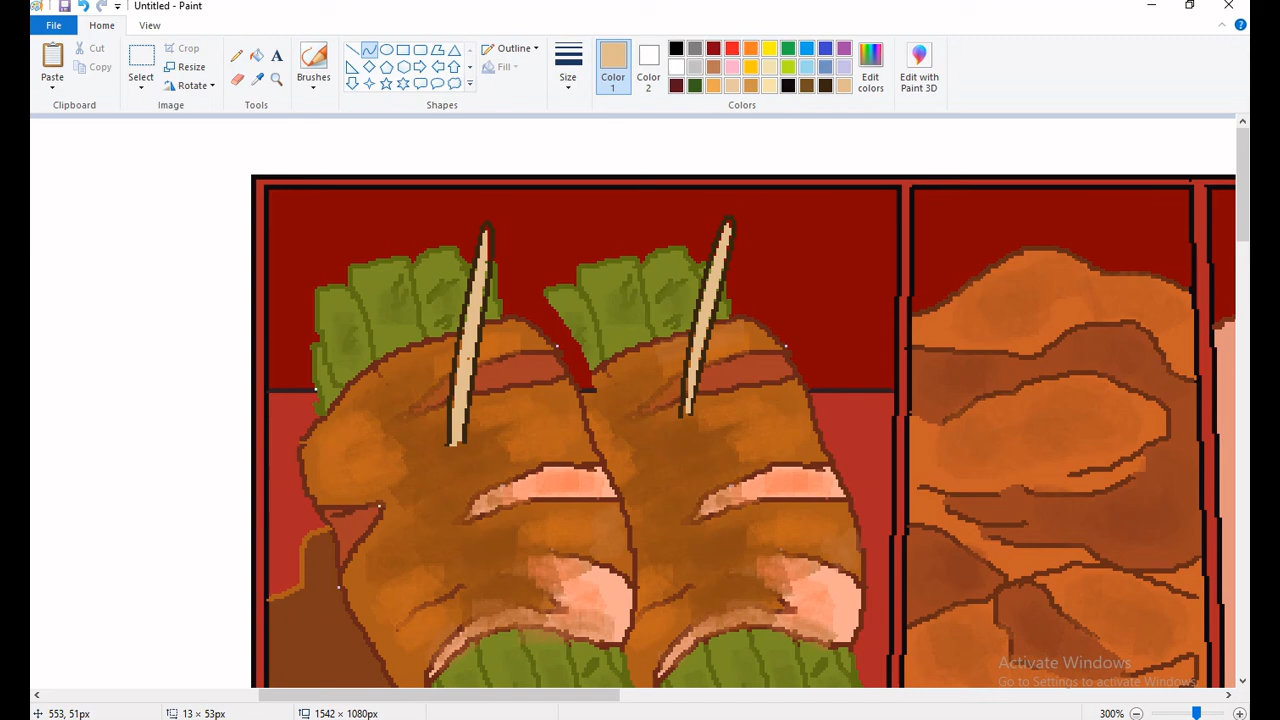 Untitled - Paint
File Home View
Paste
Cut
Copy
Clipboard
Select
Crop
Resize
Rotate
Image
Tools
Brushes
Outline
Fill
Shapes
Size
Color 1
Color 2
Edit colors
Colors
Edit with Paint 3D
Activate Windows
Go to Settings to activate Windows.
553, 51px 13 × 53px 1542 × 1080px 300%